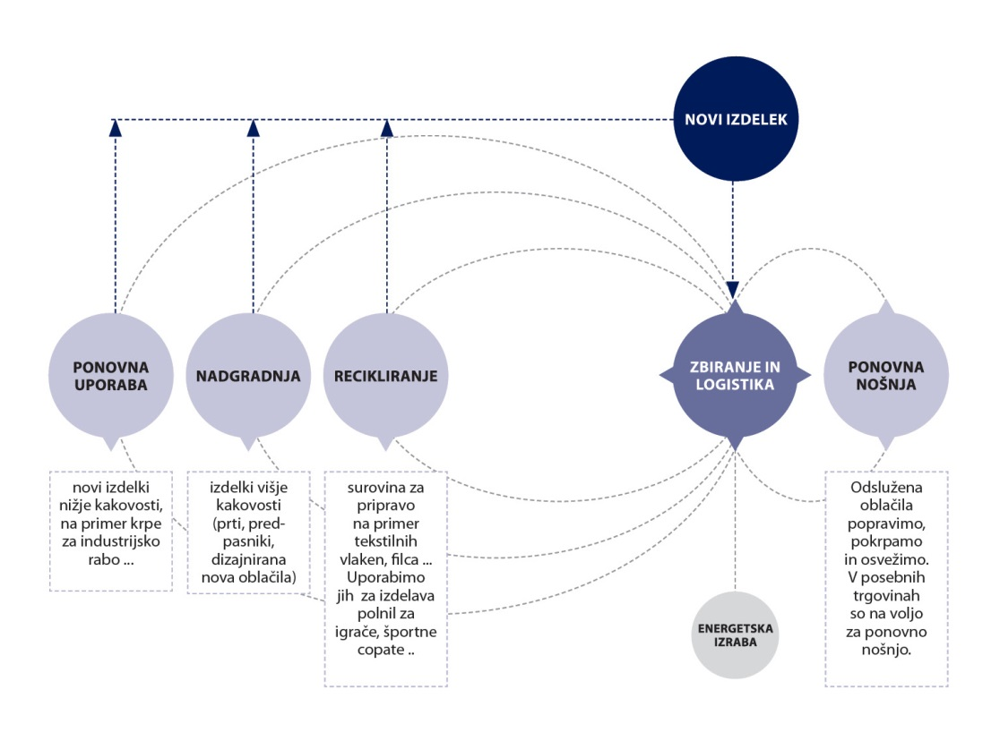 NOVI IZDELEK
PONOVNA
UPORABA
NADGRADNJA
RECIKLIRANJE
ZBIRANJE IN
LOGISTIKA
PONOVNA
NOŠNJA
novi izdelki
nižje kakovosti,
na primer krpe
za industrijsko
rabo ...
izdelki višje
kakovosti
(prti, pred-
pasniki,
dizajnirana
nova oblačila)
surovina za
pripravo
na primer
tekstilnih
vlaken, filca ...
Uporabimo
jih za izdelava
polnil za
igrače, športne
copate ..
ENERGETSKA
IZRABA
Odslužena
oblačila
popravimo,
pokrpamo
in osvežimo.
V posebnih
trgovinah
so na voljo
za ponovno
nošnjo.